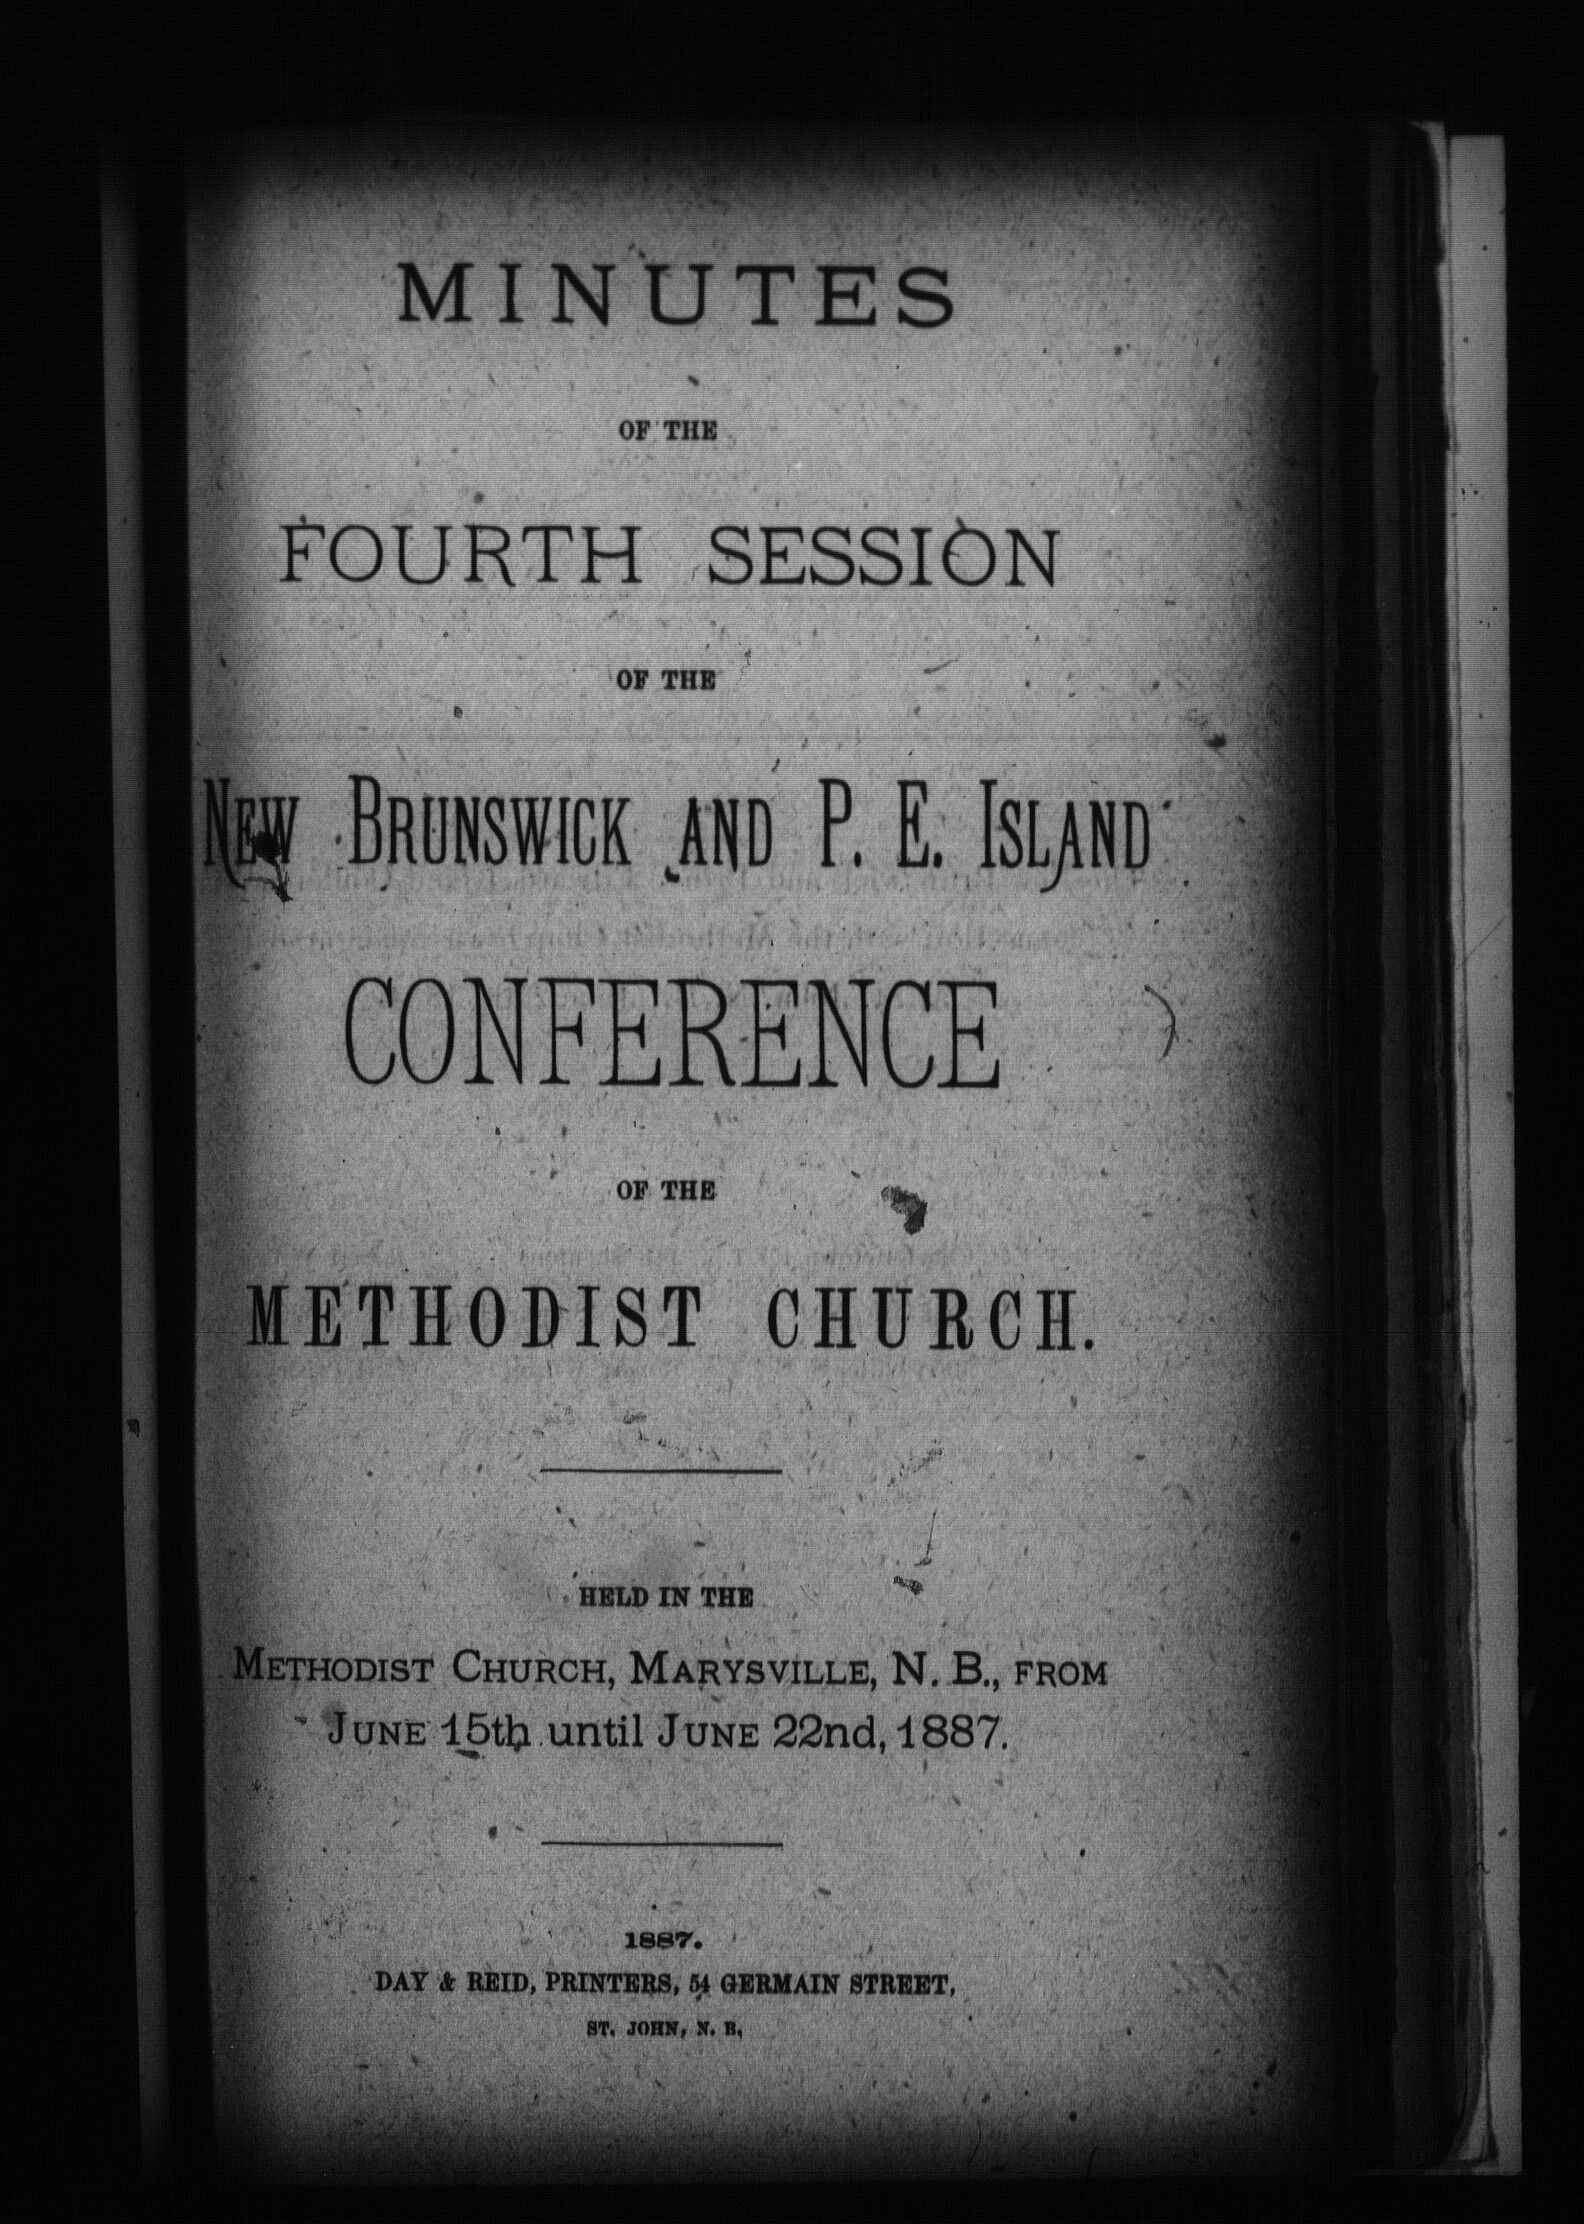 MINUTES
OF THE
FOURTH SESSION
OF THE
NEW BRUNSWICK AND P. E. ISLAND
CONFERENCE
OF THE
METHODIST CHURCH.
HELD IN THE
METHODIST CHURCH, MARYSVILLE, N. B., FROM
JUNE 15th until JUNE 22nd, 1887.
1887.
DAY & REID, PRINTERS, 54 GERMAIN STREET,
ST. JOHN, N. B.